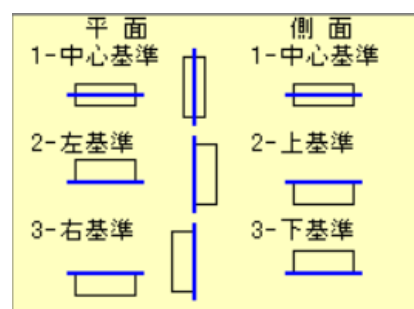 平 面 側 面
1-中心基準 1-中心基準
2-左基準 2-上基準
3-右基準 3-下基準